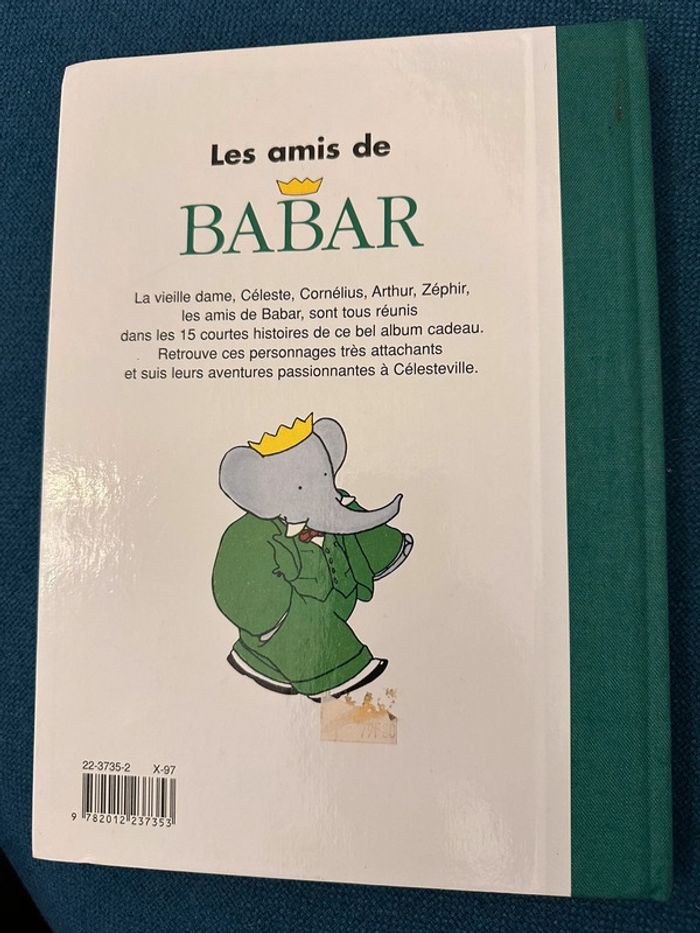 Les amis de
BABAR
La vieille dame, Céleste, Cornélius, Arthur, Zéphir,
les amis de Babar, sont tous réunis
dans les 15 courtes histoires de ce bel album cadeau.
Retrouve ces personnages très attachants
et suis leurs aventures passionnantes à Célesteville.
22-3735-2 X-97
9 782012 237353